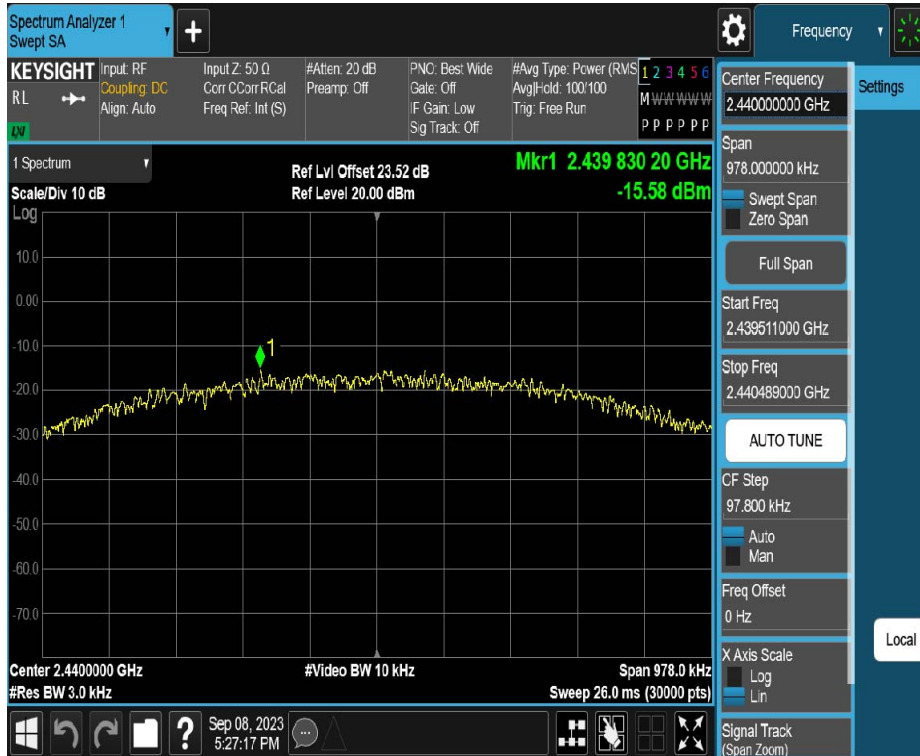 Spectrum Analyzer 1
Swept SA
+
Frequency
KEYSIGHT
RL
LXI
Input: RF
Coupling: DC
Align: Auto
Input Z: 50 Ω
Corr CCorr RCal
Freq Ref: Int (S)
#Atten: 20 dB
Preamp: Off
PNO: Best Wide
Gate: Off
IF Gain: Low
Sig Track: Off
#Avg Type: Power (RMS
Avg|Hold: 100/100
Trig: Free Run
1 2 3 4 5 6
M W W W W W
P P P P P P
1 Spectrum
Scale/Div 10 dB
Log
Ref Lvl Offset 23.52 dB
Ref Level 20.00 dBm
Mkr1 2.439 830 20 GHz
-15.58 dBm
10.0
0.00
-10.0
-20.0
-30.0
-40.0
-50.0
-60.0
-70.0
1
Center 2.4400000 GHz
#Res BW 3.0 kHz
#Video BW 10 kHz
Span 978.0 kHz
Sweep 26.0 ms (30000 pts)
?
Sep 08, 2023
5:27:17 PM
Center Frequency
2.440000000 GHz
Span
978.000000 kHz
Swept Span
Zero Span
Full Span
Start Freq
2.439511000 GHz
Stop Freq
2.440489000 GHz
AUTO TUNE
CF Step
97.800 kHz
Auto
Man
Freq Offset
0 Hz
X Axis Scale
Log
Lin
Signal Track
(Span Zoom)
Settings
Local